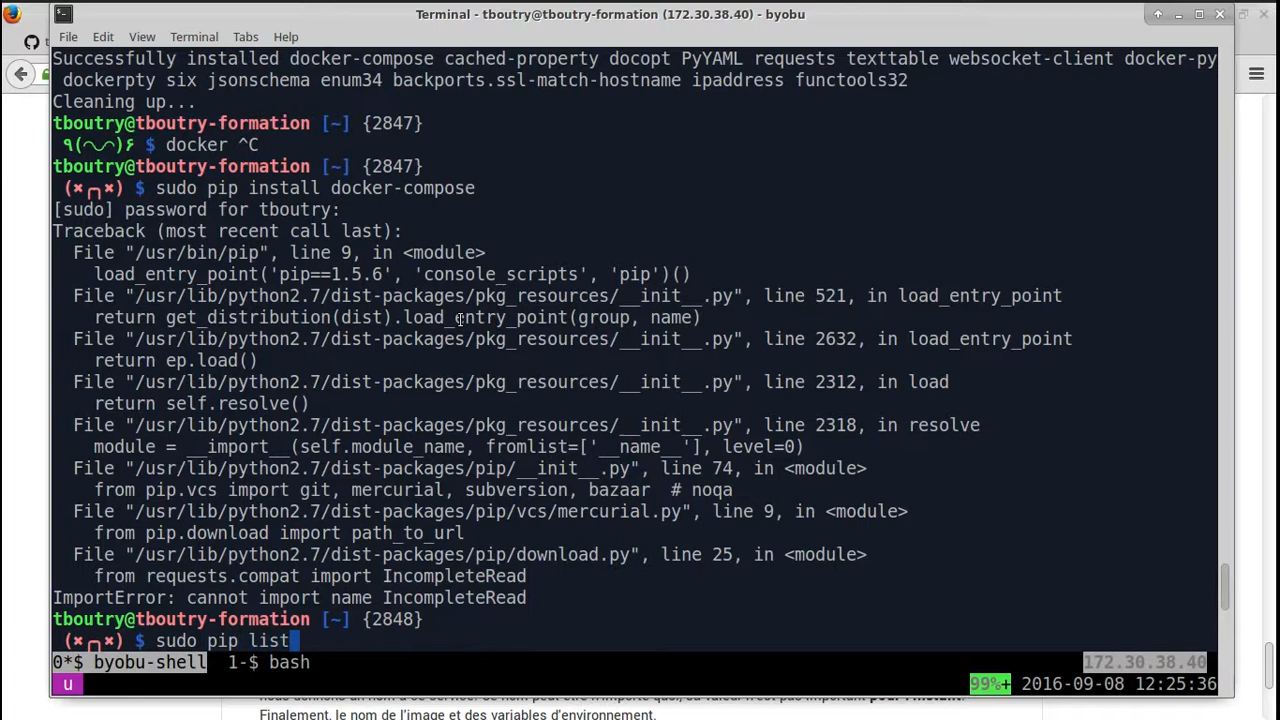 Terminal - tboutry@tboutry-formation (172.30.38.40) - byobu
File Edit View Terminal Tabs Help
Successfully installed docker-compose cached-property docopt PyYAML requests texttable websocket-client docker-py
dockerpty six jsonschema enum34 backports.ssl-match-hostname ipaddress functools32
Cleaning up...
tboutry@tboutry-formation [~] {2847}
$ docker ^C
tboutry@tboutry-formation [~] {2847}
$ sudo pip install docker-compose
[sudo] password for tboutry:
Traceback (most recent call last):
File "/usr/bin/pip", line 9, in <module>
load_entry_point('pip==1.5.6', 'console_scripts', 'pip')()
File "/usr/lib/python2.7/dist-packages/pkg_resources/__init__.py", line 521, in load_entry_point
return get_distribution(dist).load_entry_point(group, name)
File "/usr/lib/python2.7/dist-packages/pkg_resources/__init__.py", line 2632, in load_entry_point
return ep.load()
File "/usr/lib/python2.7/dist-packages/pkg_resources/__init__.py", line 2312, in load
return self.resolve()
File "/usr/lib/python2.7/dist-packages/pkg_resources/__init__.py", line 2318, in resolve
module = __import__(self.module_name, fromlist=['__name__'], level=0)
File "/usr/lib/python2.7/dist-packages/pip/__init__.py", line 74, in <module>
from pip.vcs import git, mercurial, subversion, bazaar # noqa
File "/usr/lib/python2.7/dist-packages/pip/vcs/mercurial.py", line 9, in <module>
from pip.download import path_to_url
File "/usr/lib/python2.7/dist-packages/pip/download.py", line 25, in <module>
from requests.compat import IncompleteRead
ImportError: cannot import name IncompleteRead
tboutry@tboutry-formation [~] {2848}
$ sudo pip list
0*$ byobu-shell 1-$ bash 172.30.38.40
u 99%+ 2016-09-08 12:25:36
Finalement, le nom de l'image et des variables d'environnement.